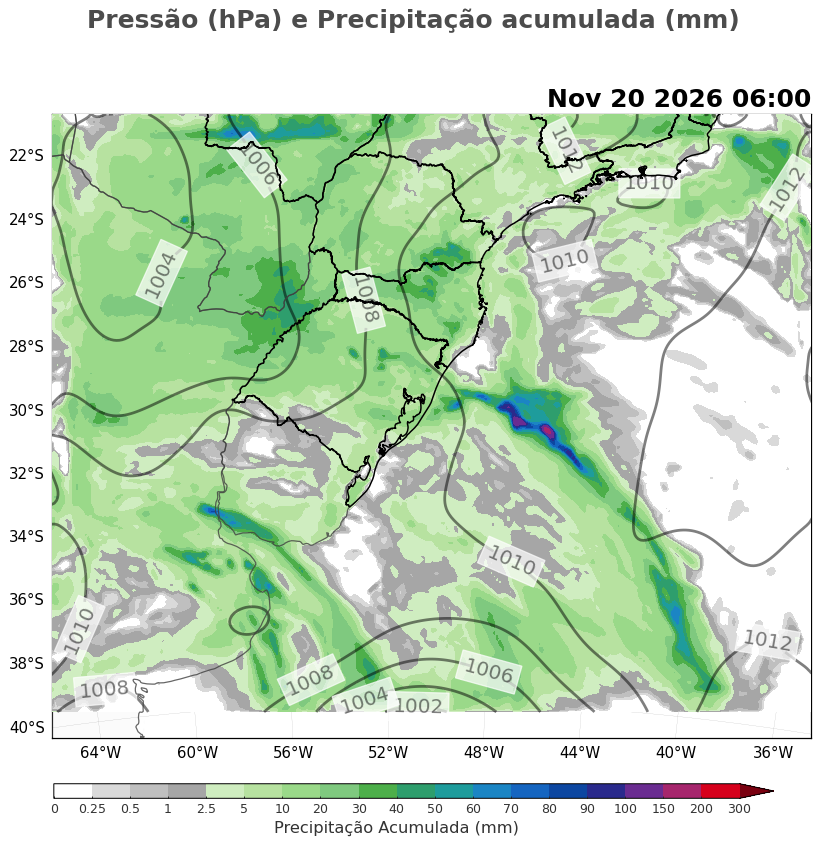 Pressão (hPa) e Precipitação acumulada (mm)
Nov 20 2026 06:00
22°S
24°S
26°S
28°S
30°S
32°S
34°S
36°S
38°S
40°S
1006
1012
1010
1012
1004
1010
1008
1010
1010
1012
1008
1008
1006
1004
1002
64°W 60°W 56°W 52°W 48°W 44°W 40°W 36°W
0 0.25 0.5 1 2.5 5 10 20 30 40 50 60 70 80 90 100 150 200 300
Precipitação Acumulada (mm)